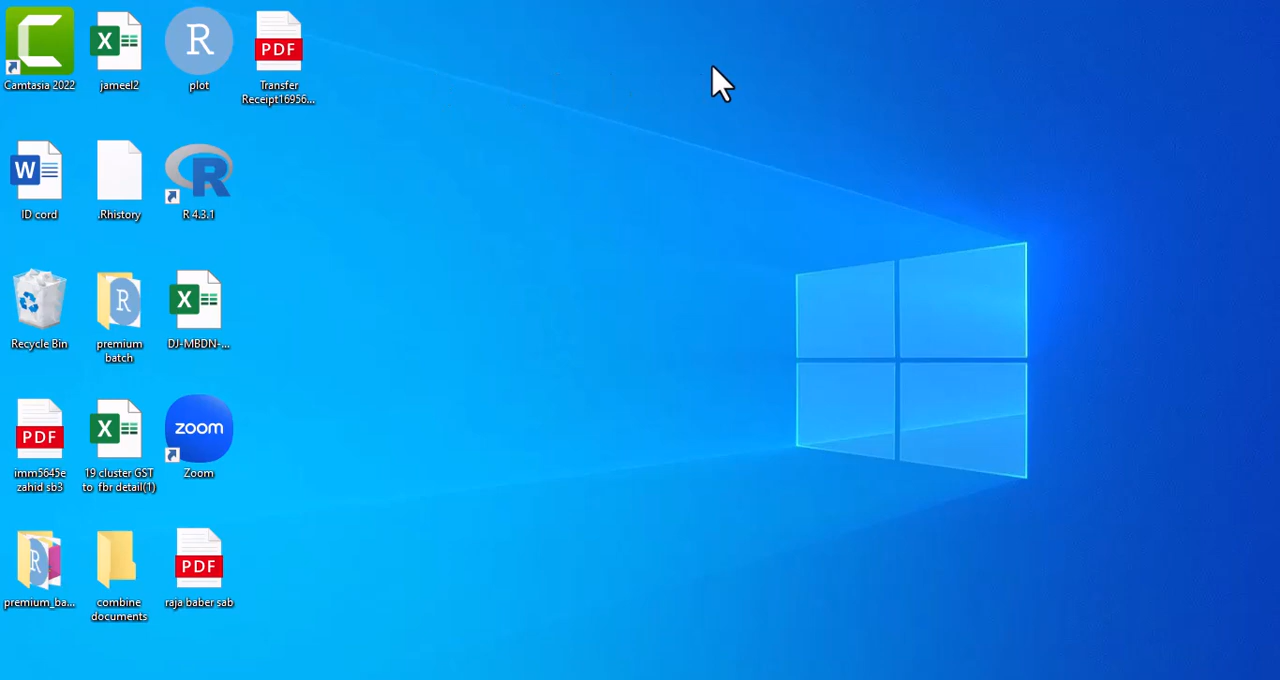 Camtasia 2022
jameel2
X
R
plot
PDF
Transfer
Receipt16956...
W
ID cord
.Rhistory
R
R 4.3.1
Recycle Bin
R
premium
batch
X
DJ-MBDN-...
PDF
imm5645e
zahid sb3
X
19 cluster GST
to fbr detail(1)
zoom
Zoom
R
premium_ba...
combine
documents
PDF
raja baber sab